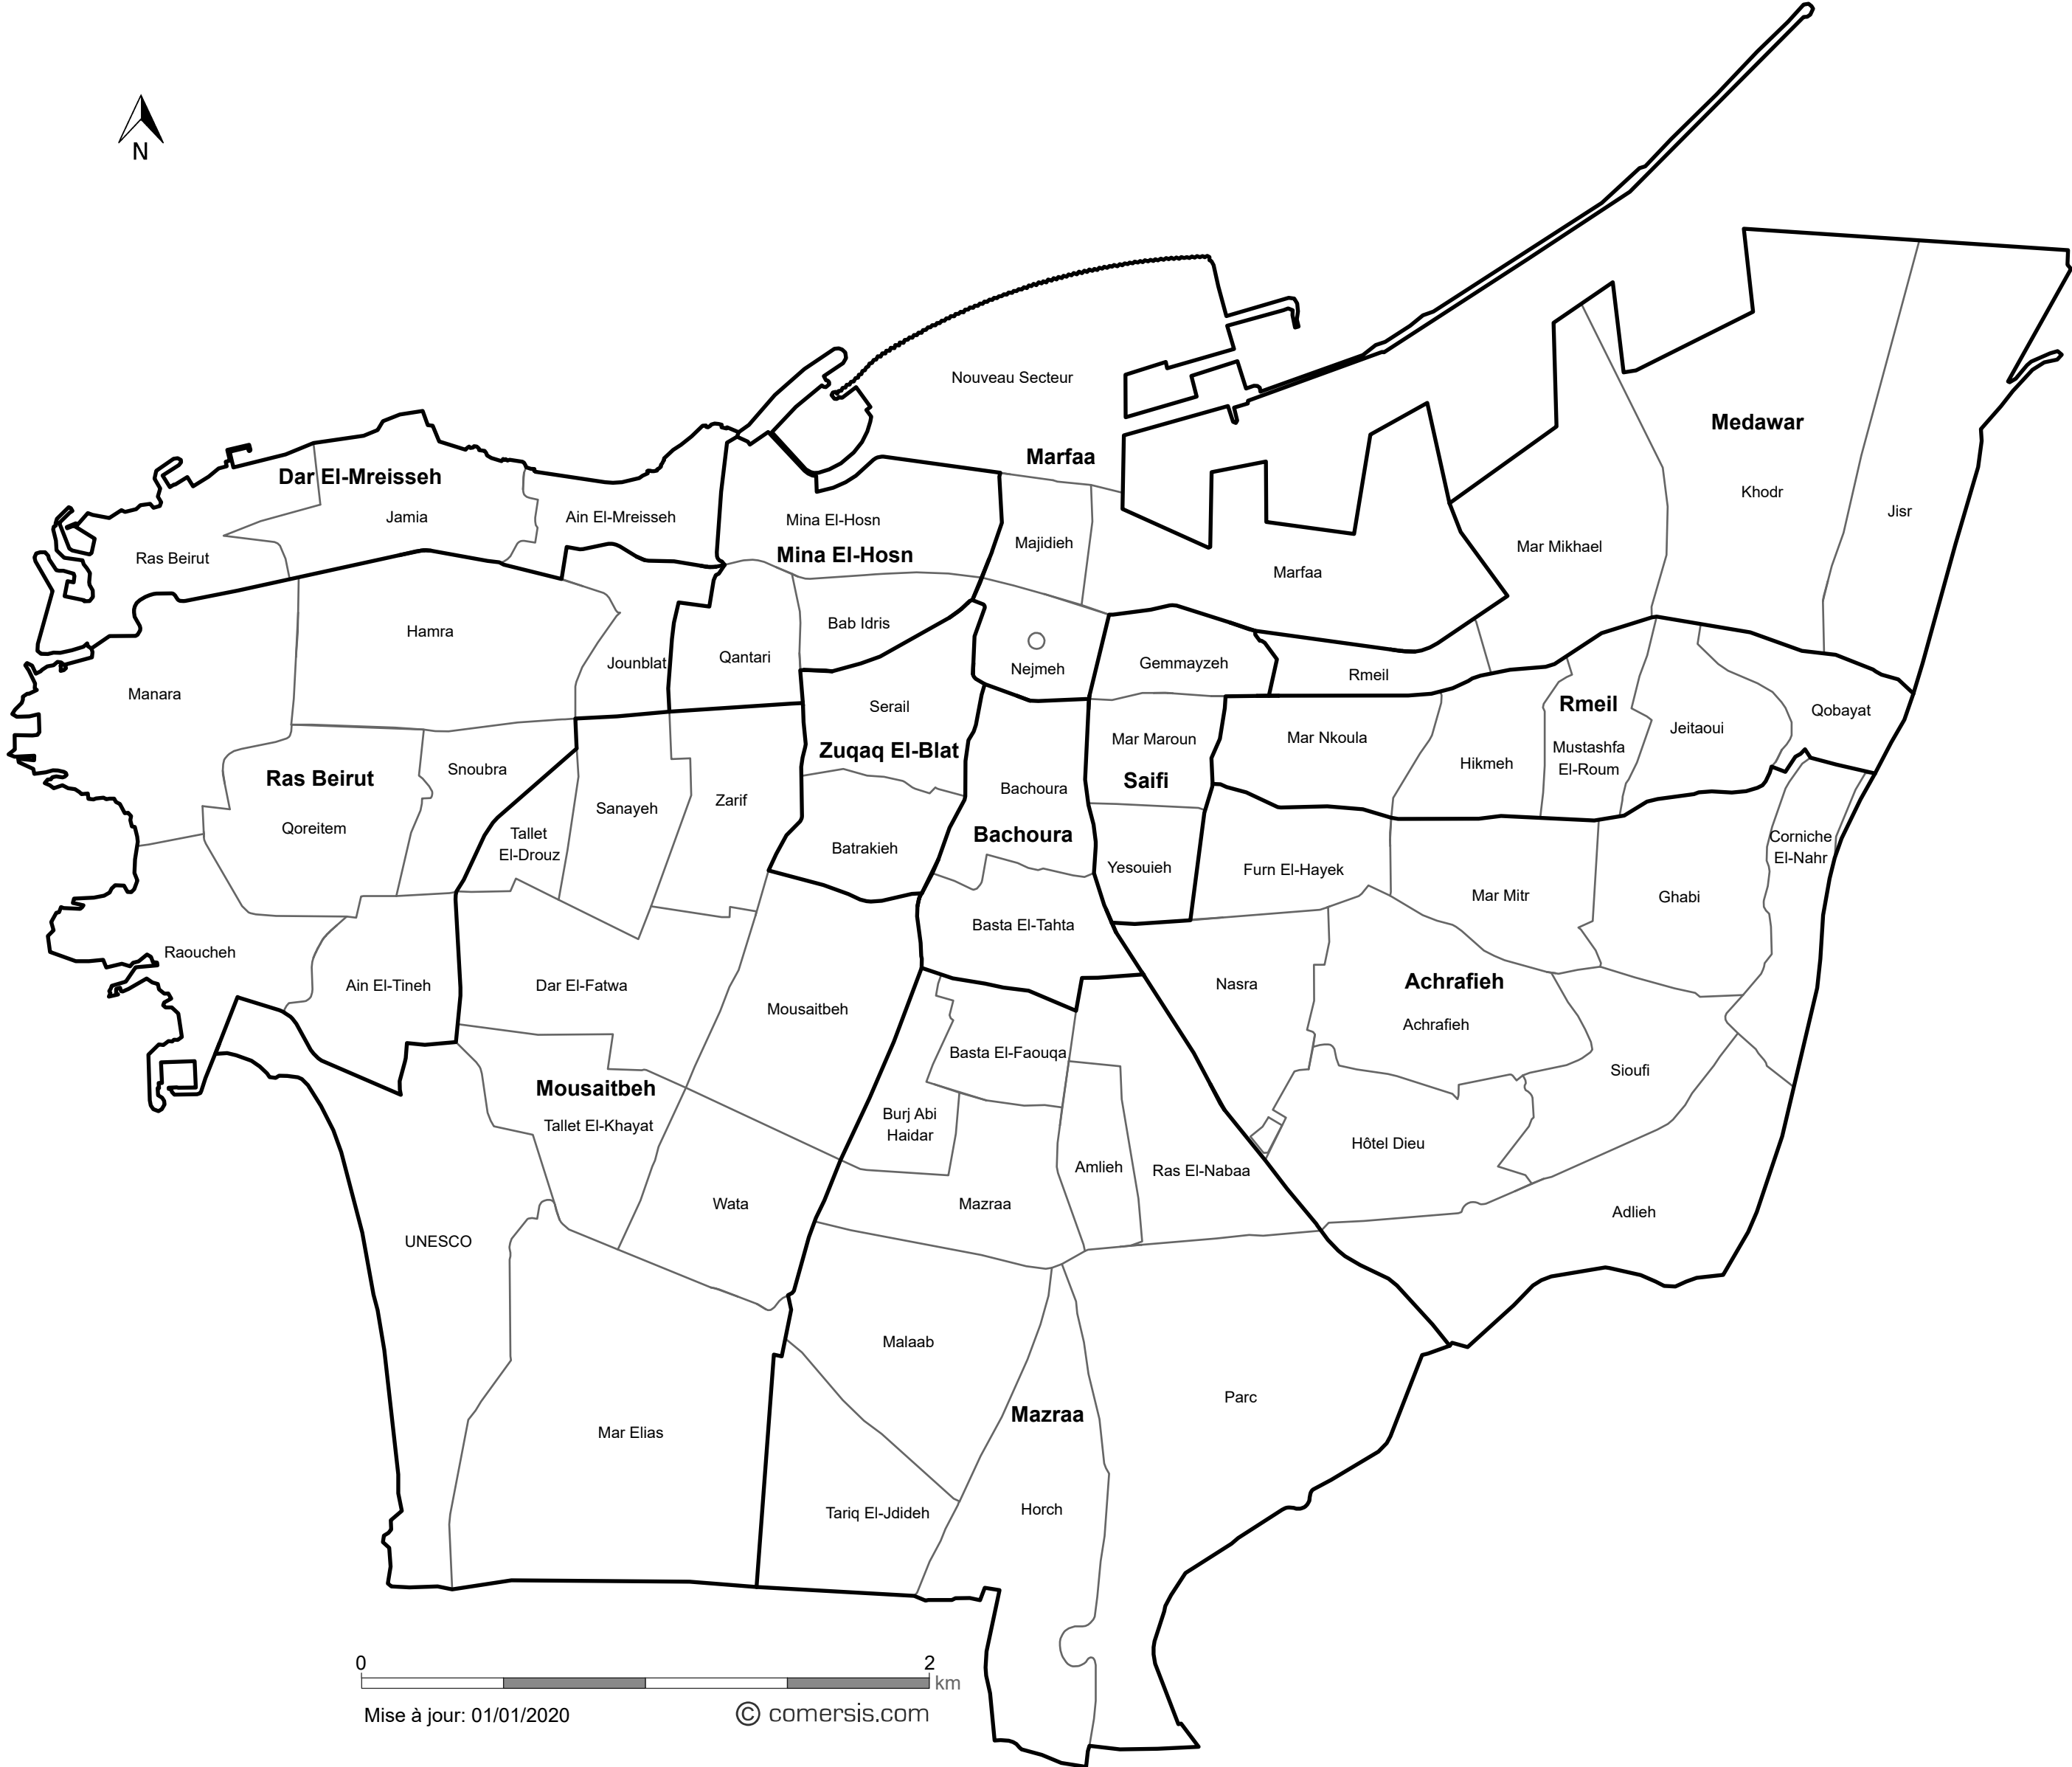 N
Nouveau Secteur
Medawar
Marfaa
Dar El-Mreisseh
Khodr
Jisr
Jamia
Ain El-Mreisseh
Mina El-Hosn
Ras Beirut
Mina El-Hosn
Majidieh
Mar Mikhael
Marfaa
Hamra
Bab Idris
Jounblat
Qantari
Nejmeh
Gemmayzeh
Rmeil
Manara
Serail
Rmeil
Qobayat
Jeitaoui
Mar Maroun
Mar Nkoula
Zuqaq El-Blat
Mustashfa
El-Roum
Hikmeh
Snoubra
Ras Beirut
Saifi
Bachoura
Sanayeh
Zarif
Qoreitem
Tallet
El-Drouz
Bachoura
Corniche
El-Nahr
Batrakieh
Yesouieh
Furn El-Hayek
Mar Mitr
Ghabi
Basta El-Tahta
Raoucheh
Ain El-Tineh
Dar El-Fatwa
Nasra
Achrafieh
Mousaitbeh
Achrafieh
Basta El-Faouqa
Sioufi
Mousaitbeh
Burj Abi
Haidar
Tallet El-Khayat
Hôtel Dieu
Amlieh
Ras El-Nabaa
Wata
Mazraa
Adlieh
UNESCO
Malaab
Parc
Mazraa
Mar Elias
Tariq El-Jdideh
Horch
0
2
km
Mise à jour: 01/01/2020
© comersis.com